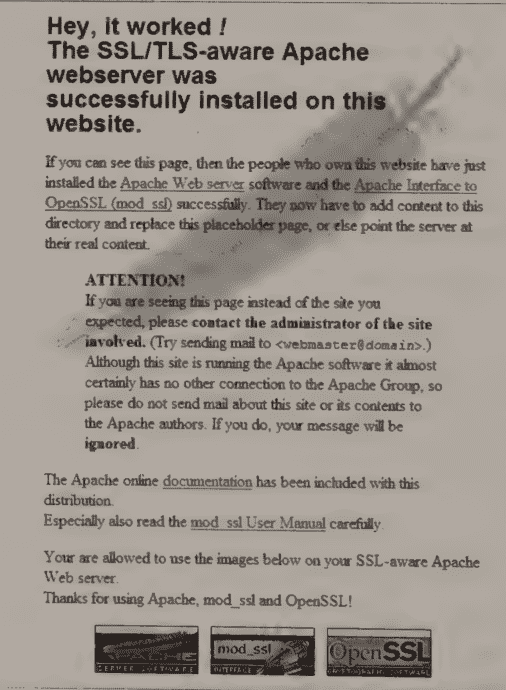 Hey, it worked !
The SSL/TLS-aware Apache
webserver was
successfully installed on this
website.
If you can see this page, then the people who own this website have just
installed the Apache Web server software and the Apache Interface to
OpenSSL (mod_ssl) successfully. They now have to add content to this
directory and replace this placeholder page, or else point the server at
their real content.
ATTENTION!
If you are seeing this page instead of the site you
expected, please contact the administrator of the site
involved. (Try sending mail to <webmaster@domain>.)
Although this site is running the Apache software it almost
certainly has no other connection to the Apache Group, so
please do not send mail about this site or its contents to
the Apache authors. If you do, your message will be
ignored.
The Apache online documentation has been included with this
distribution.
Especially also read the mod_ssl User Manual carefully.
Your are allowed to use the images below on your SSL-aware Apache
Web server.
Thanks for using Apache, mod_ssl and OpenSSL!
APACHE
SERVER SOFTWARE
mod_ssl
INTERFACE
OpenSSL
CRYPTOGRAPHY SOFTWARE